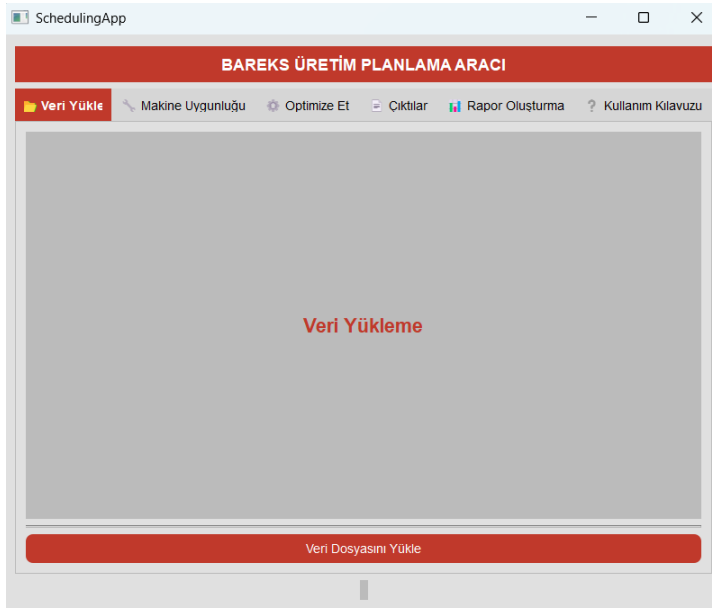 SchedulingApp
BAREKS ÜRETİM PLANLAMA ARACI
Veri Yükle Makine Uygunluğu Optimize Et Çıktılar Rapor Oluşturma Kullanım Kılavuzu
Veri Yükleme
Veri Dosyasını Yükle